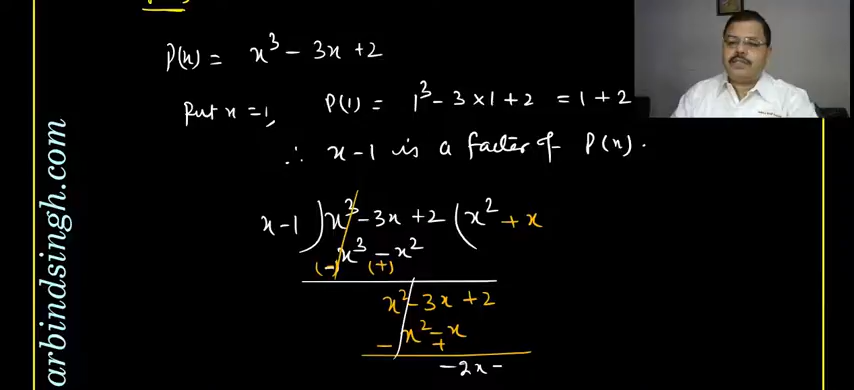 P(x) = x³ - 3x + 2
Put x = 1, P(1) = 1³ - 3 × 1 + 2 = 1 + 2
∴ x - 1 is a factor of P(x).
x - 1 ) x³ - 3x + 2 ( x² + x
x³ - x²
(-) (+)
x² - 3x + 2
x² - x
- +
- 2x -
arbindsingh.com